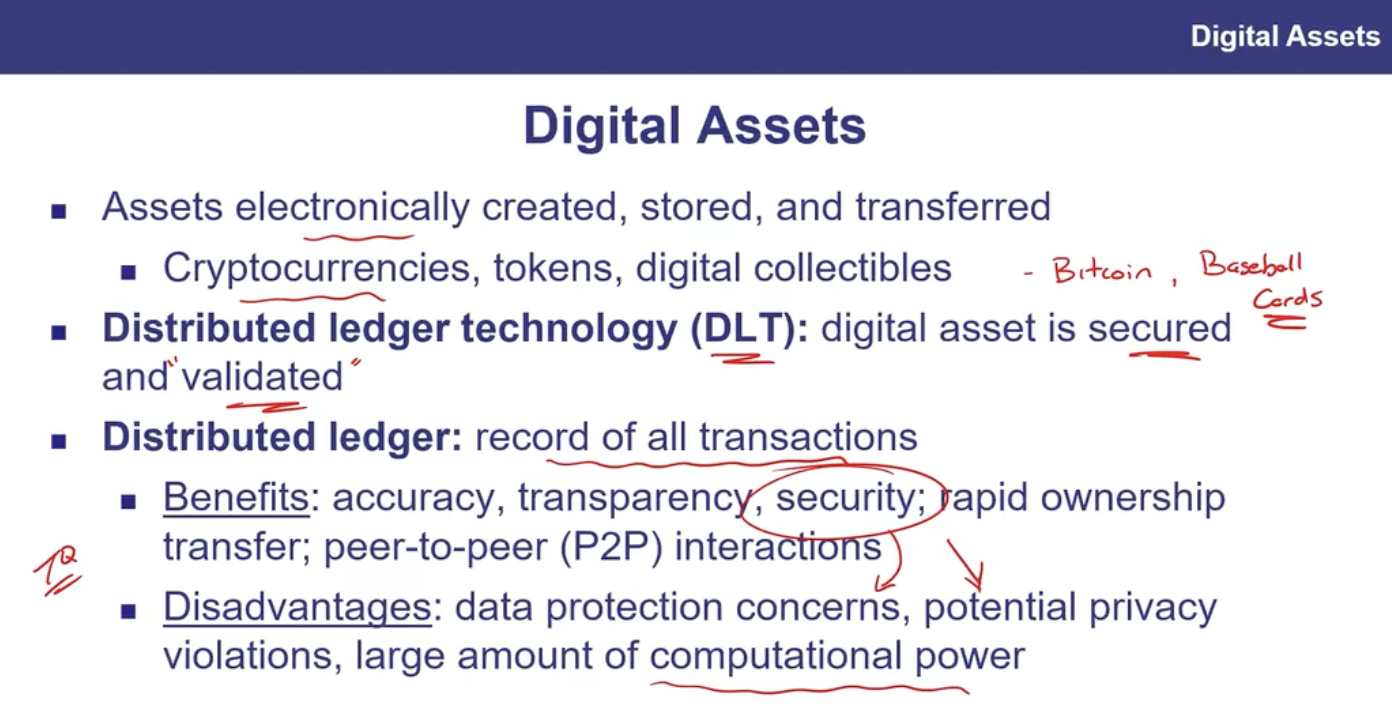 Digital Assets
Digital Assets
Assets electronically created, stored, and transferred
Cryptocurrencies, tokens, digital collectibles - Bitcoin, Baseball
Cards
Distributed ledger technology (DLT): digital asset is secured
and "validated"
Distributed ledger: record of all transactions
Benefits: accuracy, transparency, security; rapid ownership
transfer; peer-to-peer (P2P) interactions
Disadvantages: data protection concerns, potential privacy
violations, large amount of computational power